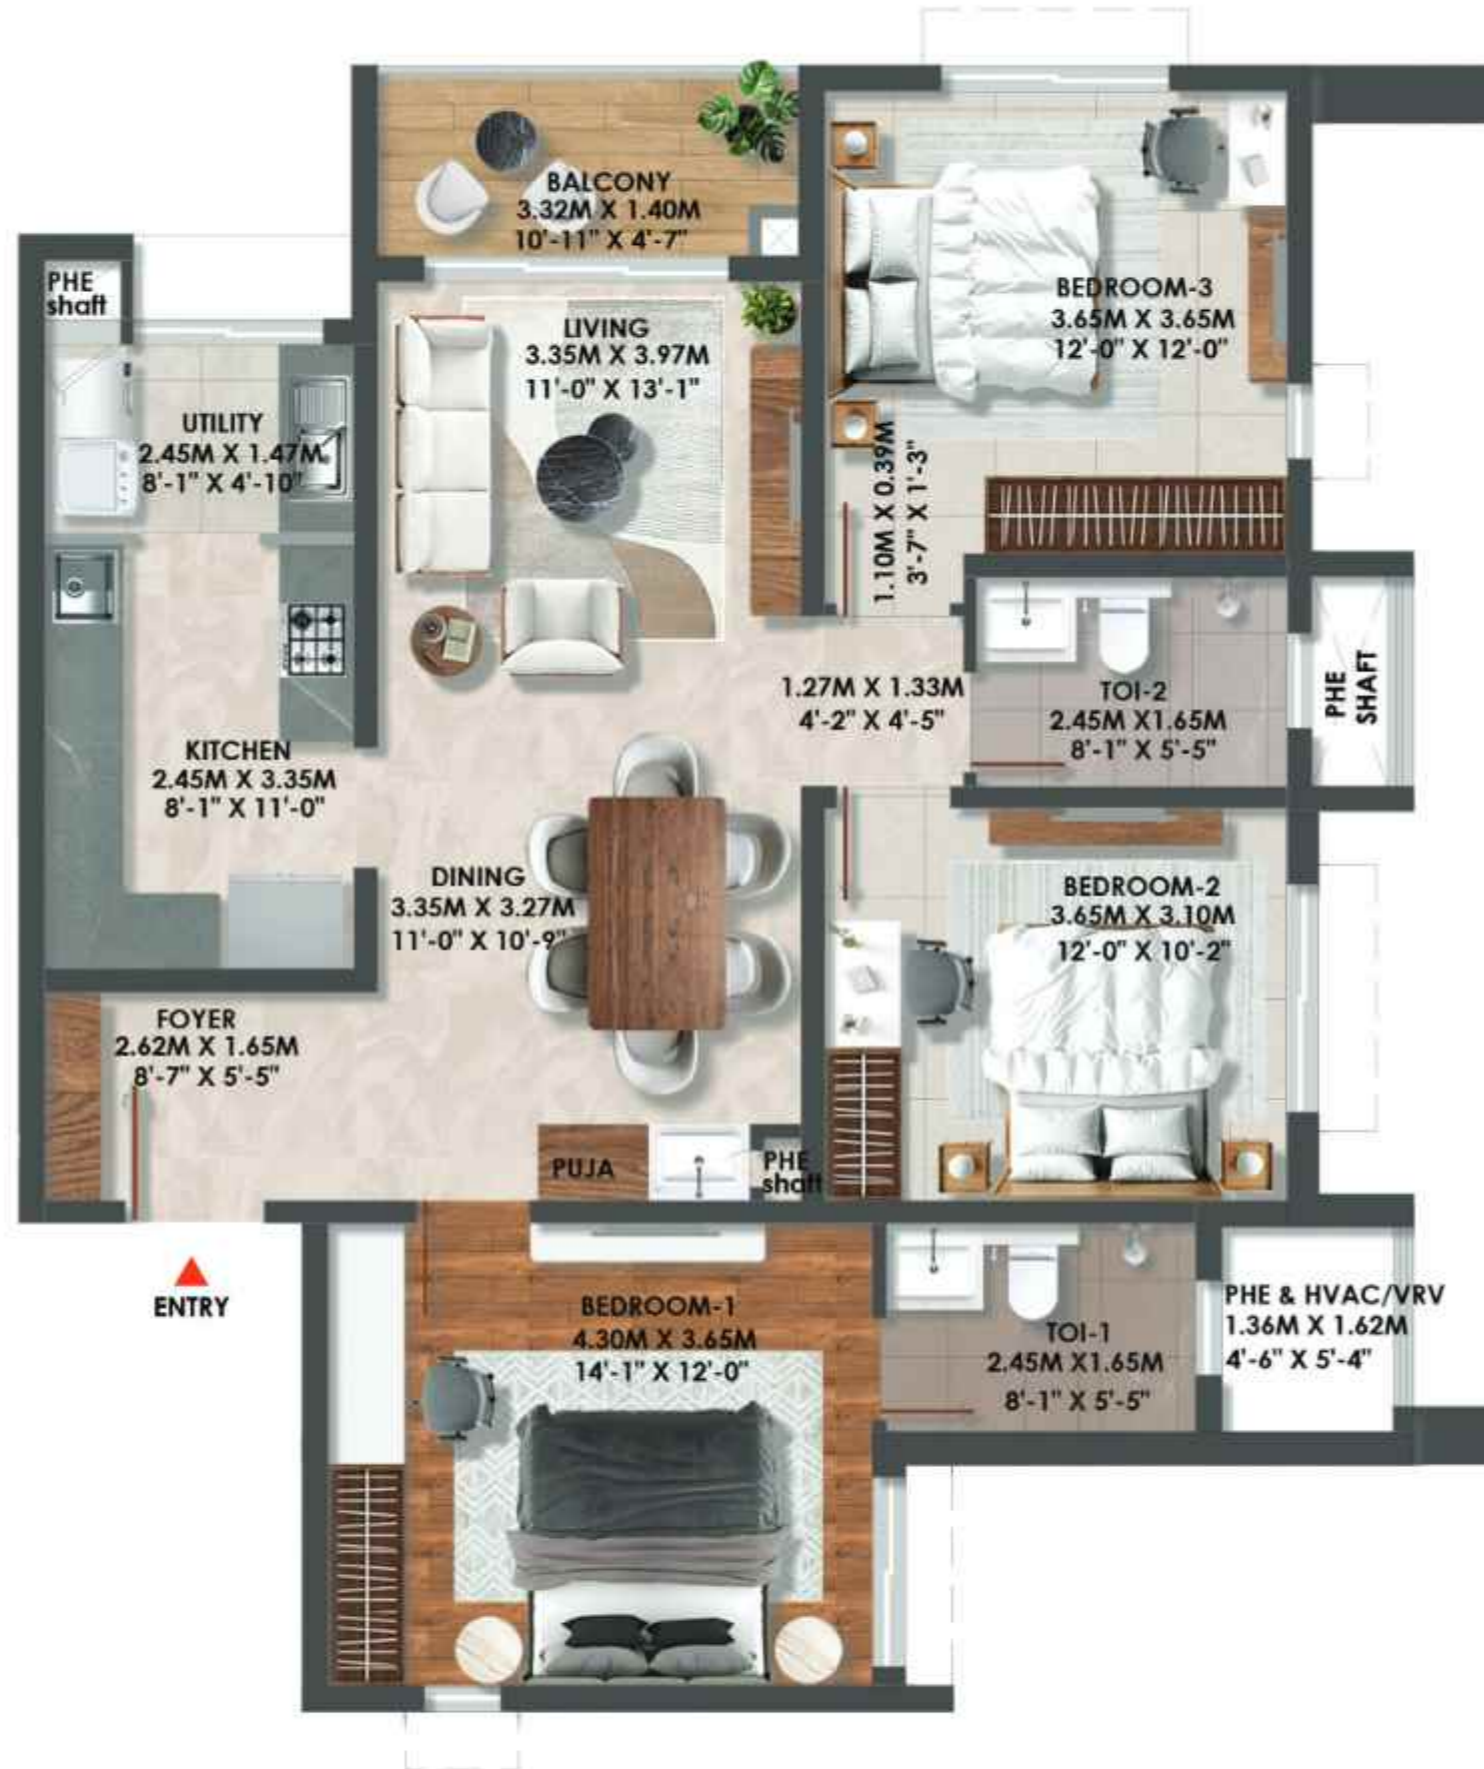 BALCONY
3.32M X 1.40M
10'-11" X 4'-7"
PHE
shaft
BEDROOM-3
3.65M X 3.65M
12'-0" X 12'-0"
LIVING
3.35M X 3.97M
11'-0" X 13'-1"
UTILITY
2.45M X 1.47M
8'-1" X 4'-10"
1.10M X 0.39M
3'-7" X 1'-3"
1.27M X 1.33M
4'-2" X 4'-5"
TOI-2
2.45M X1.65M
8'-1" X 5'-5"
PHE
SHAFT
KITCHEN
2.45M X 3.35M
8'-1" X 11'-0"
DINING
3.35M X 3.27M
11'-0" X 10'-9"
BEDROOM-2
3.65M X 3.10M
12'-0" X 10'-2"
FOYER
2.62M X 1.65M
8'-7" X 5'-5"
PUJA
PHE
shaft
ENTRY
BEDROOM-1
4.30M X 3.65M
14'-1" X 12'-0"
TOI-1
2.45M X1.65M
8'-1" X 5'-5"
PHE & HVAC/VRV
1.36M X 1.62M
4'-6" X 5'-4"